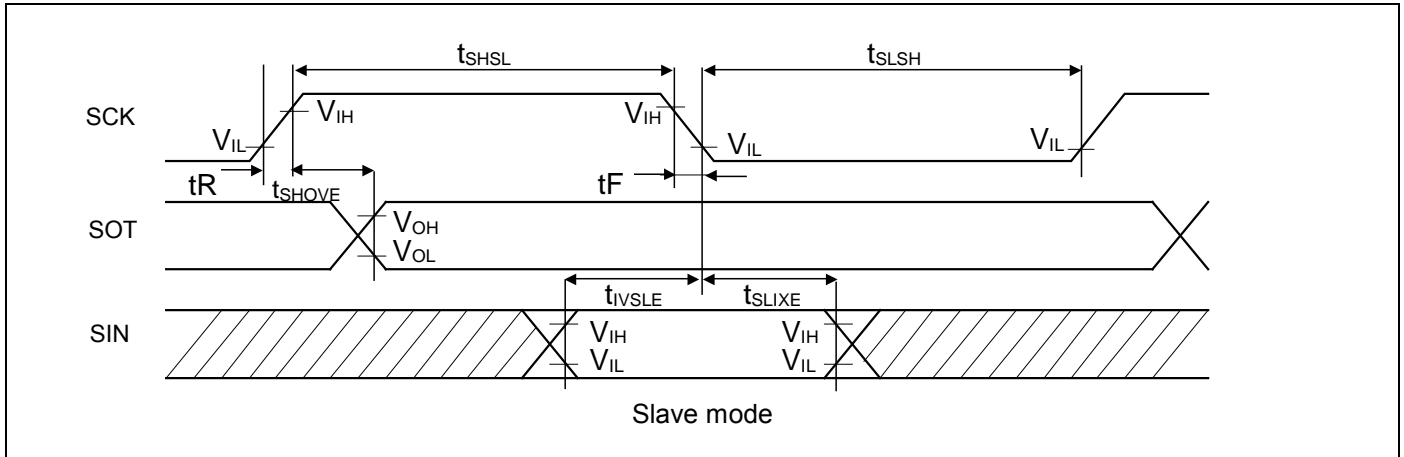 tSHSL
tSLSH
SCK
VIH
VIH
VIL
VIL
VIL
tR
tSHOVE
tF
SOT
VOH
VOL
tIVSLE
tSLIXE
SIN
VIH
VIH
VIL
VIL
Slave mode